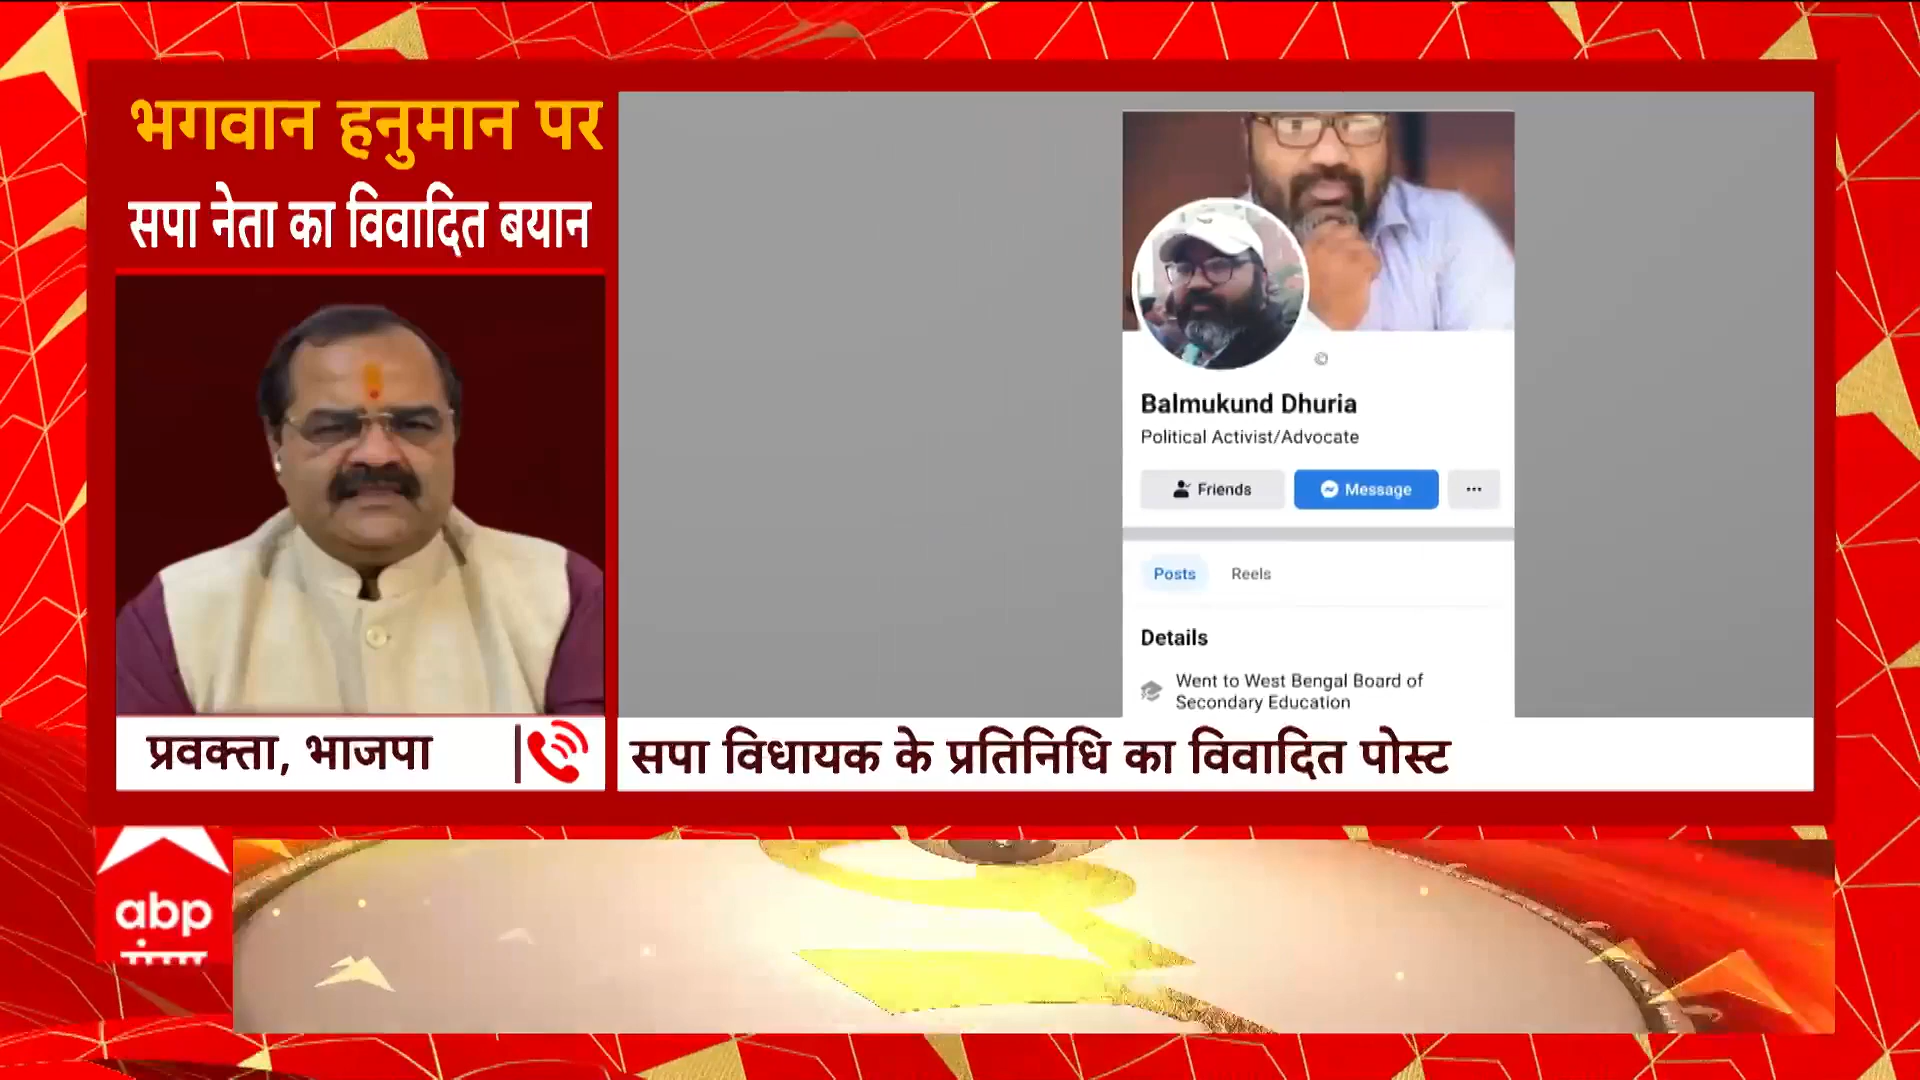 भगवान हनुमान पर
सपा नेता का विवादित बयान
प्रवक्ता, भाजपा
Balmukund Dhuria
Political Activist/Advocate
Friends
Message
Posts
Reels
Details
Went to West Bengal Board of
Secondary Education
सपा विधायक के प्रतिनिधि का विवादित पोस्ट
abp
गंगा